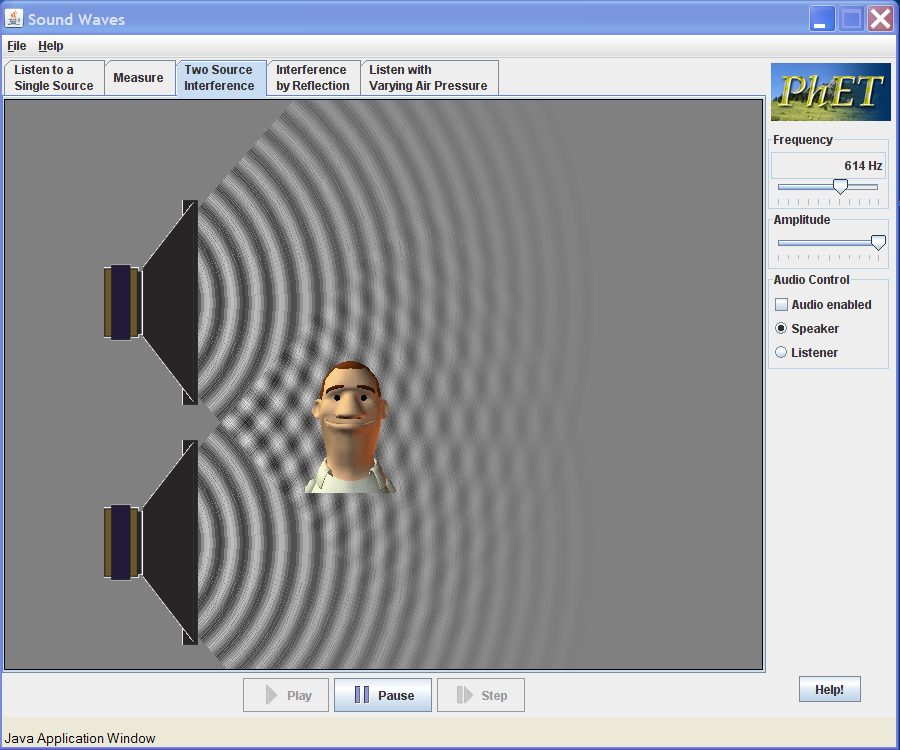 Sound Waves
File Help
Listen to a
Single Source
Measure
Two Source
Interference
Interference
by Reflection
Listen with
Varying Air Pressure
PhET
Frequency
614 Hz
Amplitude
Audio Control
Audio enabled
Speaker
Listener
Play
Pause
Step
Help!
Java Application Window